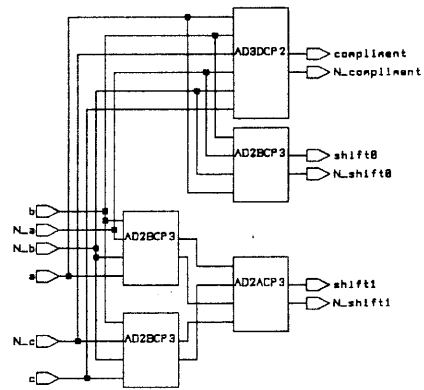 AD3DCP2
compliment
N_compliment
AD2BCP3
shift0
N_shift0
b
N_a
N_b
a
AD2BCP3
AD2ACP3
shift1
N_shift1
N_c
AD2BCP3
c